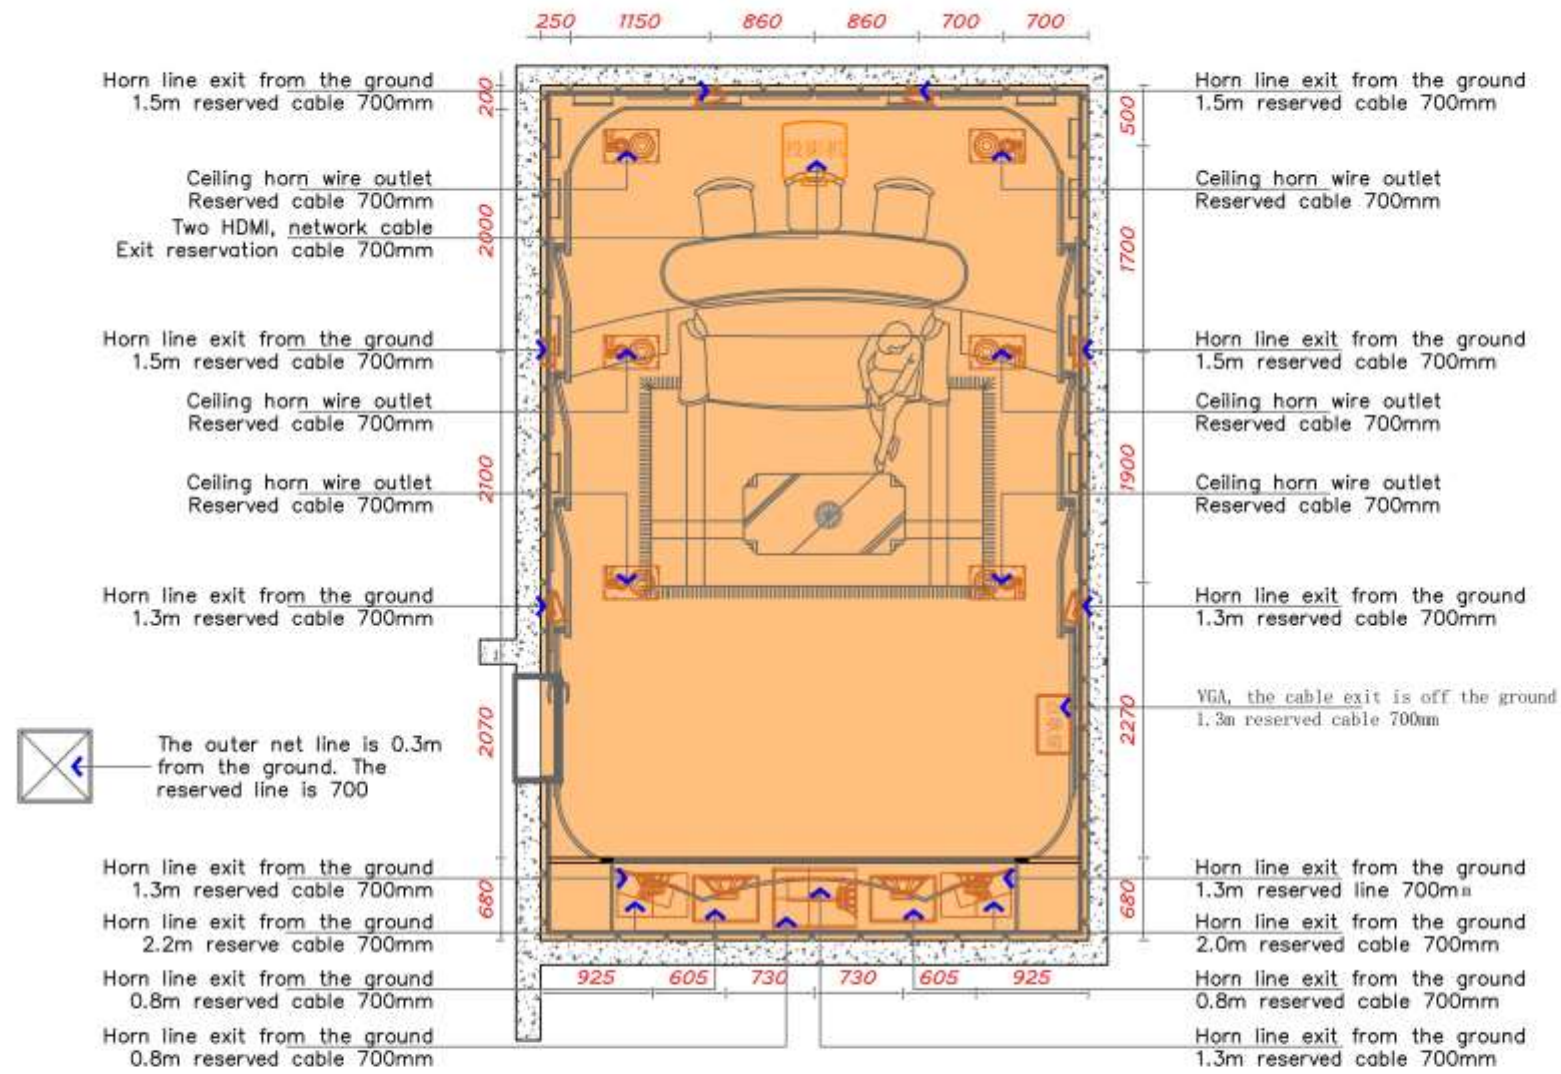 250 1150 860 860 700 700
Horn line exit from the ground
1.5m reserved cable 700mm
Ceiling horn wire outlet
Reserved cable 700mm
Two HDMI, network cable
Exit reservation cable 700mm
Horn line exit from the ground
1.5m reserved cable 700mm
Ceiling horn wire outlet
Reserved cable 700mm
Ceiling horn wire outlet
Reserved cable 700mm
Horn line exit from the ground
1.3m reserved cable 700mm
The outer net line is 0.3m
from the ground. The
reserved line is 700
Horn line exit from the ground
1.3m reserved cable 700mm
Horn line exit from the ground
2.2m reserve cable 700mm
Horn line exit from the ground
0.8m reserved cable 700mm
Horn line exit from the ground
0.8m reserved cable 700mm
200
2000
2100
2070
680
500
1700
1900
2270
680
Horn line exit from the ground
1.5m reserved cable 700mm
Ceiling horn wire outlet
Reserved cable 700mm
Horn line exit from the ground
1.5m reserved cable 700mm
Ceiling horn wire outlet
Reserved cable 700mm
Ceiling horn wire outlet
Reserved cable 700mm
Horn line exit from the ground
1.3m reserved cable 700mm
VGA, the cable exit is off the ground
1.3m reserved cable 700mm
Horn line exit from the ground
1.3m reserved line 700mm
Horn line exit from the ground
2.0m reserved cable 700mm
Horn line exit from the ground
0.8m reserved cable 700mm
Horn line exit from the ground
1.3m reserved cable 700mm
925 605 730 730 605 925